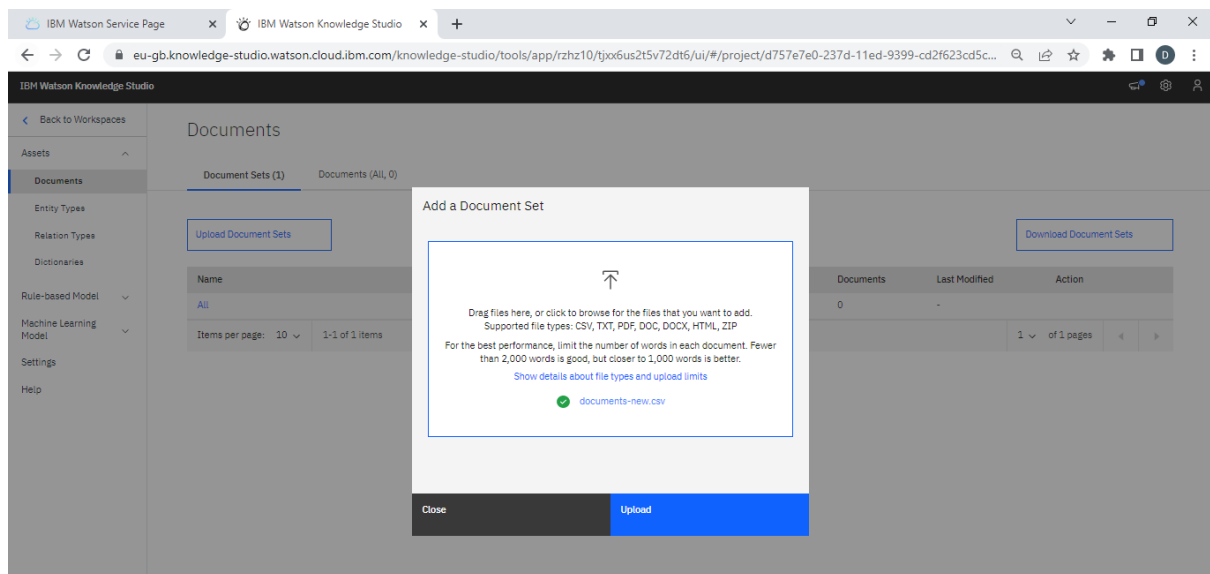 IBM Watson Service Page
IBM Watson Knowledge Studio
eu-gb.knowledge-studio.watson.cloud.ibm.com/knowledge-studio/tools/app/rzhz10/tjxx6us2t5v72dt6/ui/#/project/d757e7e0-237d-11ed-9399-cd2f623cd5c...
D
IBM Watson Knowledge Studio
Back to Workspaces
Assets
Documents
Entity Types
Relation Types
Dictionaries
Rule-based Model
Machine Learning
Model
Settings
Help
Documents
Document Sets (1) Documents (All, 0)
Upload Document Sets
Download Document Sets
Name Documents Last Modified Action
All 0 -
Items per page: 10 1-1 of 1 items 1 of 1 pages
Add a Document Set
Drag files here, or click to browse for the files that you want to add.
Supported file types: CSV, TXT, PDF, DOC, DOCX, HTML, ZIP
For the best performance, limit the number of words in each document. Fewer
than 2,000 words is good, but closer to 1,000 words is better.
Show details about file types and upload limits
documents-new.csv
Close Upload